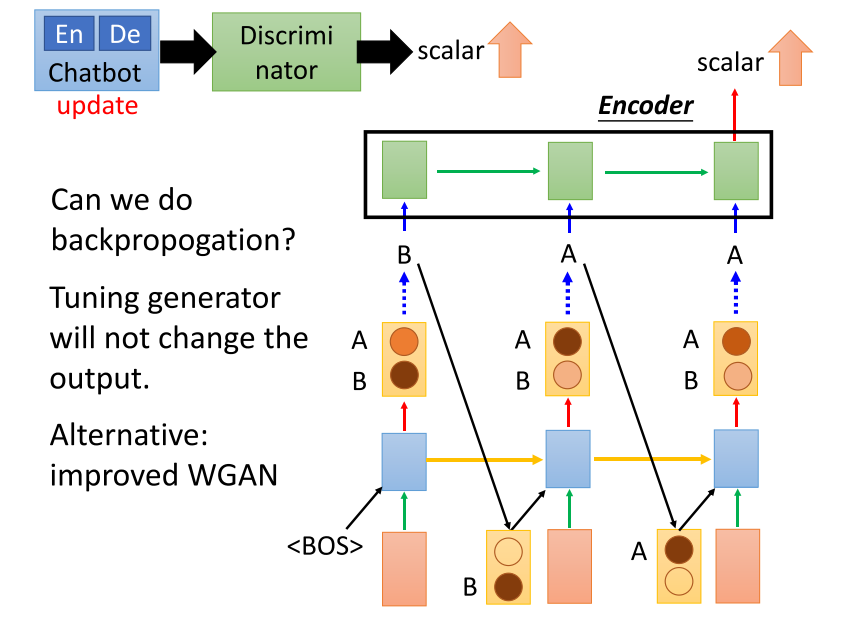 En De
Chatbot
update
Discrimi
nator
scalar
scalar
Encoder
Can we do
backpropogation?
Tuning generator
will not change the
output.
Alternative:
improved WGAN
B A A
A A A
B B B
<BOS>
B
A